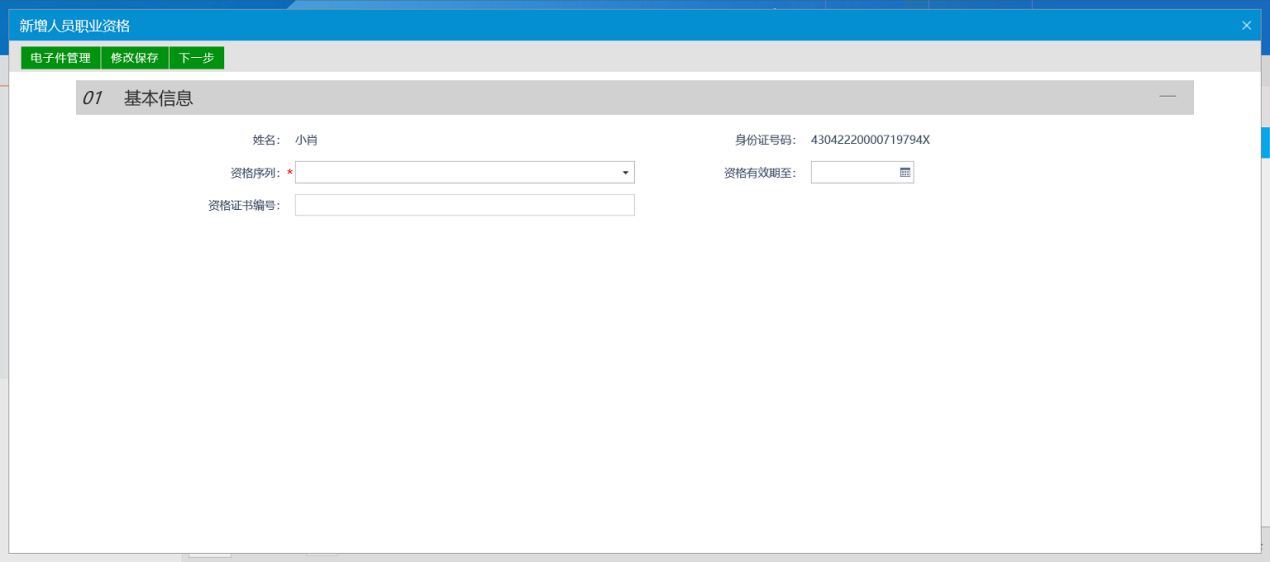 新增人员职业资格
电子件管理 修改保存 下一步
01 基本信息
姓名: 小肖 身份证号码: 43042220000719794X
资格序列: * 资格有效期至:
资格证书编号: